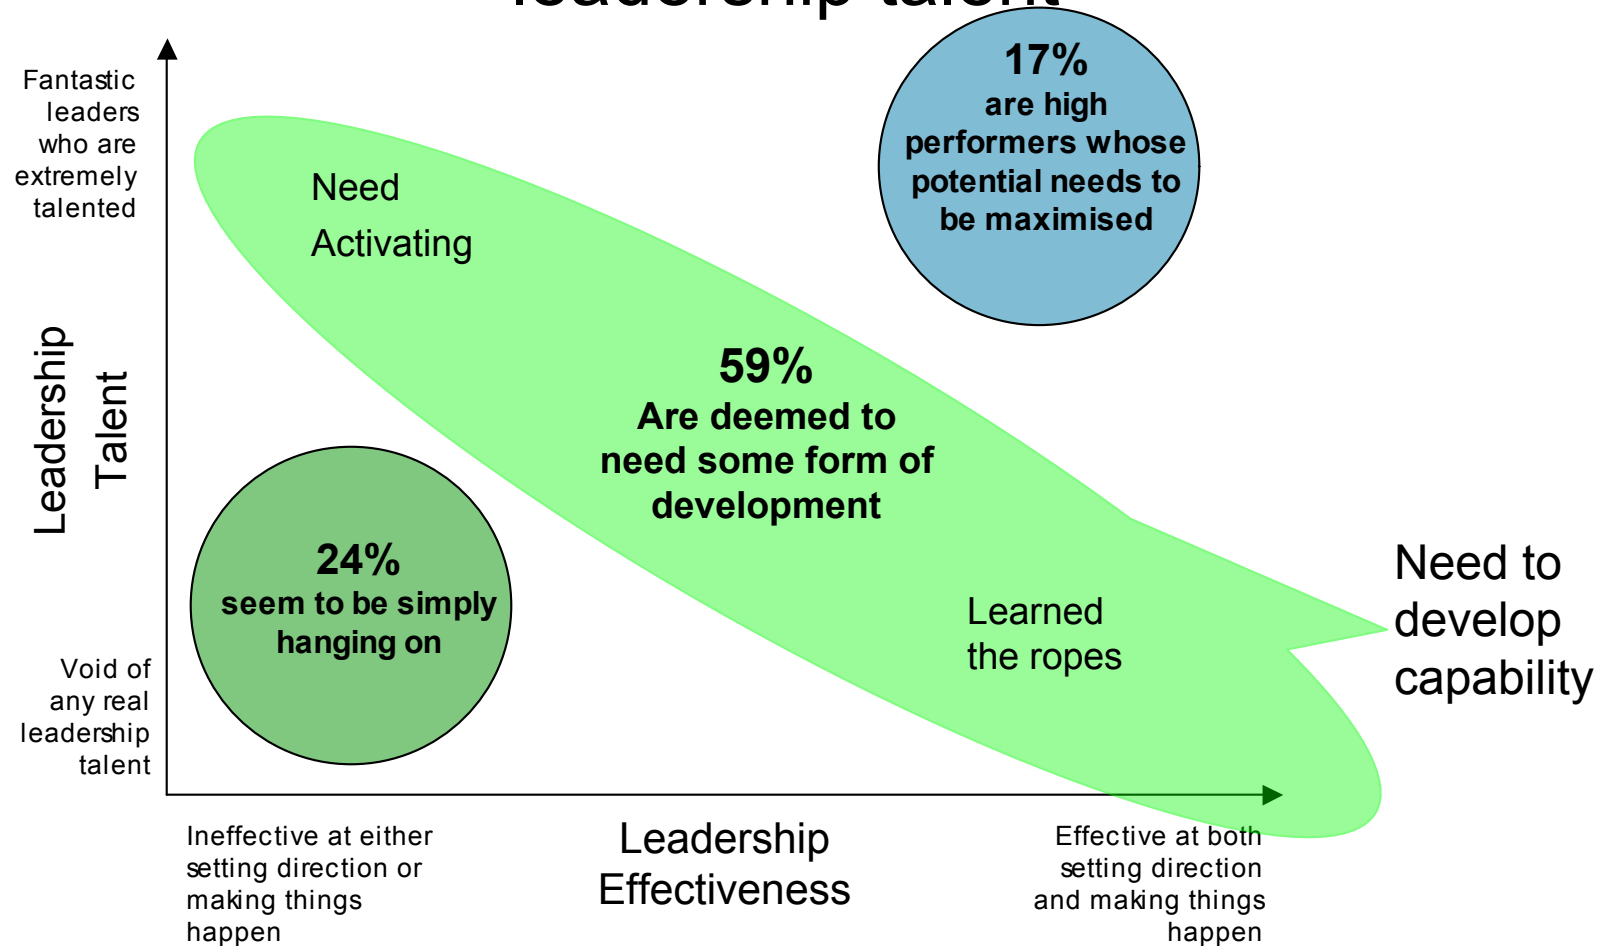 leadership talent
17%
are high
performers whose
potential needs to
be maximised
Fantastic
leaders
who are
extremely
talented
Need
Activating
Leadership
Talent
59%
Are deemed to
need some form of
development
24%
seem to be simply
hanging on
Need to
develop
capability
Learned
the ropes
Void of
any real
leadership
talent
Ineffective at either
setting direction or
making things
happen
Leadership
Effectiveness
Effective at both
setting direction
and making things
happen